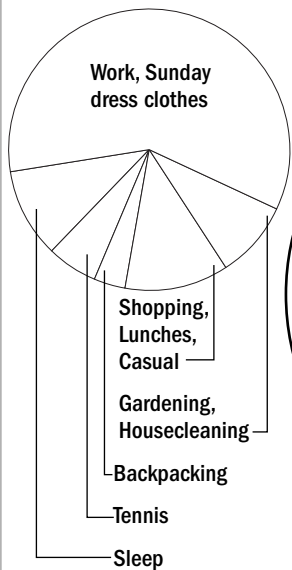 Work, Sunday
dress clothes
Shopping,
Lunches,
Casual
Gardening,
Housecleaning
Backpacking
Tennis
Sleep